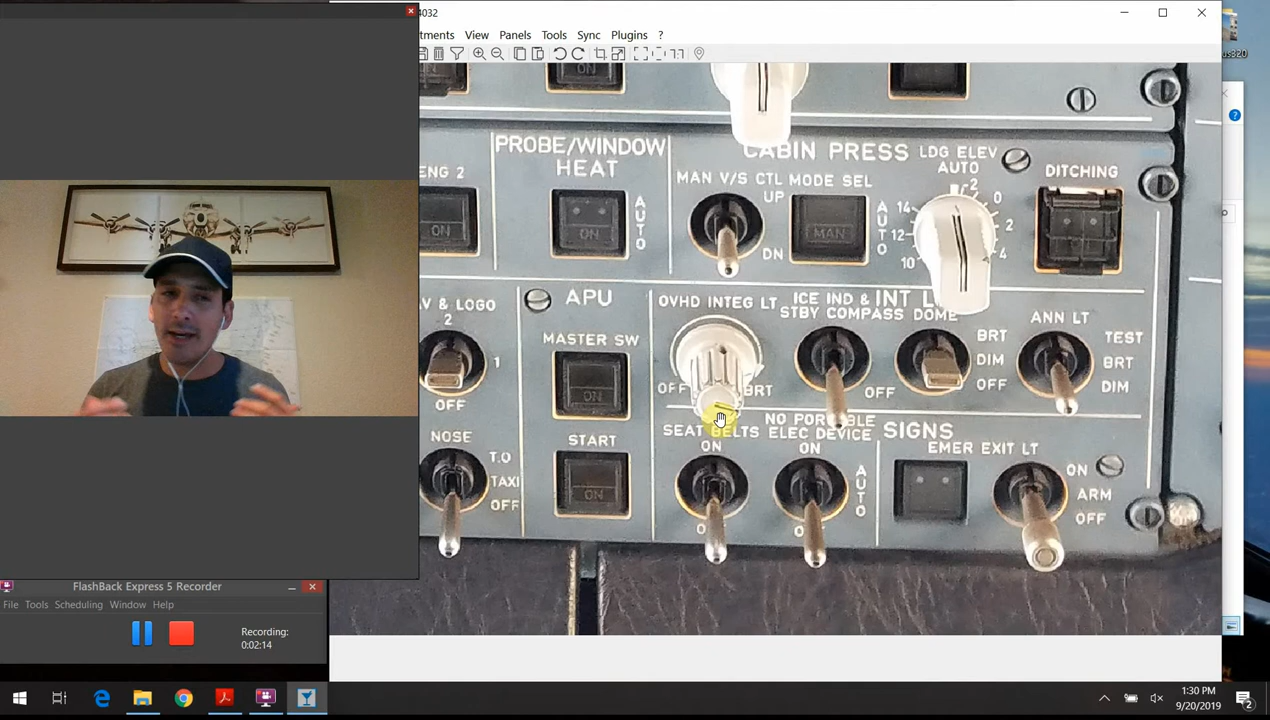 4032
tments View Panels Tools Sync Plugins ?
ON
PROBE/WINDOW
HEAT
CABIN PRESS
LDG ELEV
AUTO
DITCHING
ENG 2
MAN V/S CTL MODE SEL
UP
DN
ON
ON
AUTO
MAN
AUTO
14
12
10
-2
0
2
4
V & LOGO
2
1
OFF
APU
MASTER SW
ON
START
ON
OVHD INTEG LT
OFF
BRT
ICE IND &
STBY COMPASS
INT L
DOME
OFF
BRT
DIM
OFF
ANN LT
TEST
BRT
DIM
NOSE
T.O
TAXI
OFF
SEAT BELTS
ON
NO PORTABLE
ELEC DEVICE
ON
AUTO
SIGNS
EMER EXIT LT
ON
ARM
OFF
FlashBack Express 5 Recorder
File Tools Scheduling Window Help
Recording:
0:02:14
1:30 PM
9/20/2019
2